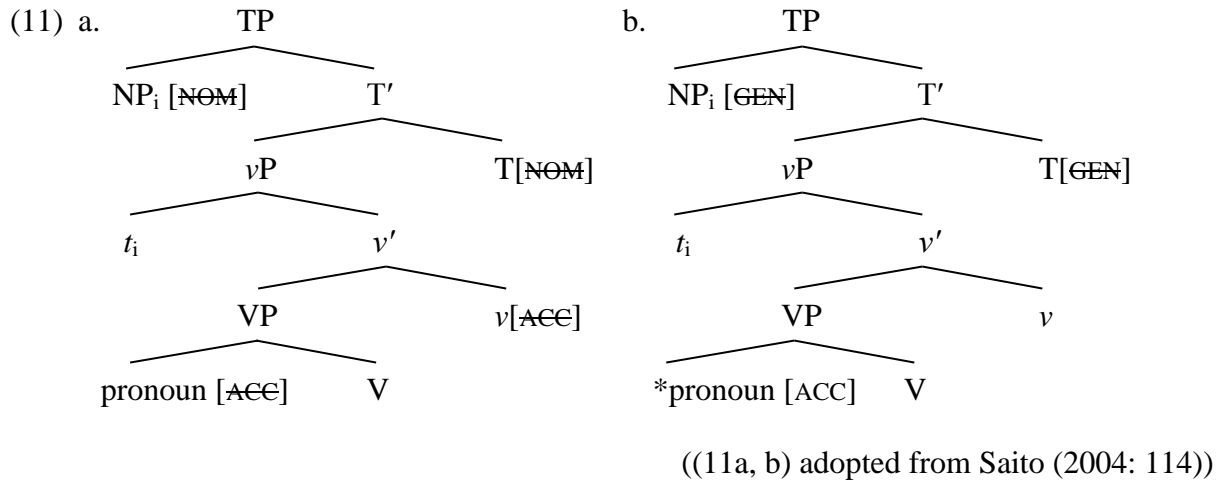 (11) a. TP b. TP
NPᵢ [NOM] T′ NPᵢ [GEN] T′
vP T[NOM] vP T[GEN]
tᵢ v′ tᵢ v′
VP v[ACC] VP v
pronoun [ACC] V *pronoun [ACC] V
((11a, b) adopted from Saito (2004: 114))